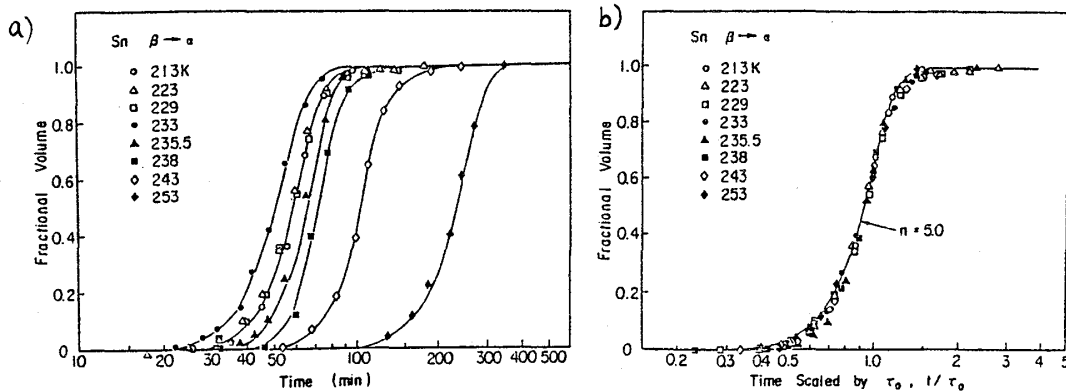 a)
Sn β → α
○ 213K
△ 223
□ 229
• 233
▲ 235.5
■ 238
◇ 243
♦ 253
Fractional Volume
1.0
0.8
0.6
0.4
0.2
0
10 20 30 50 100 200 300 400 500
Time (min)
b)
Sn β → α
○ 213K
△ 223
□ 229
• 233
▲ 235.5
■ 238
◇ 243
♦ 253
n = 5.0
Fractional Volume
1.0
0.8
0.6
0.4
0.2
0
0.2 0.3 0.5 1.0 2 3 4 5
Time Scaled by τ₀, t/τ₀